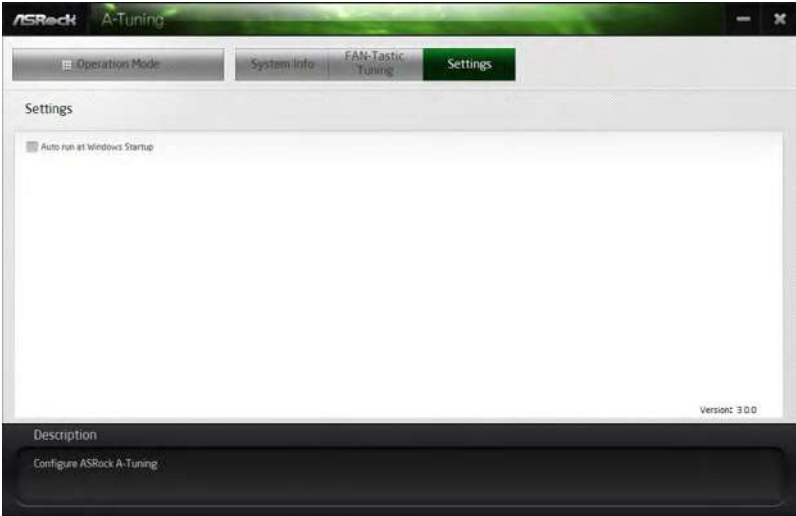 ASRock A-Tuning
Operation Mode
System Info
FAN-Tastic
Tuning
Settings
Settings
Auto run at Windows Startup
Version: 3.0.0
Description
Configure ASRock A-Tuning